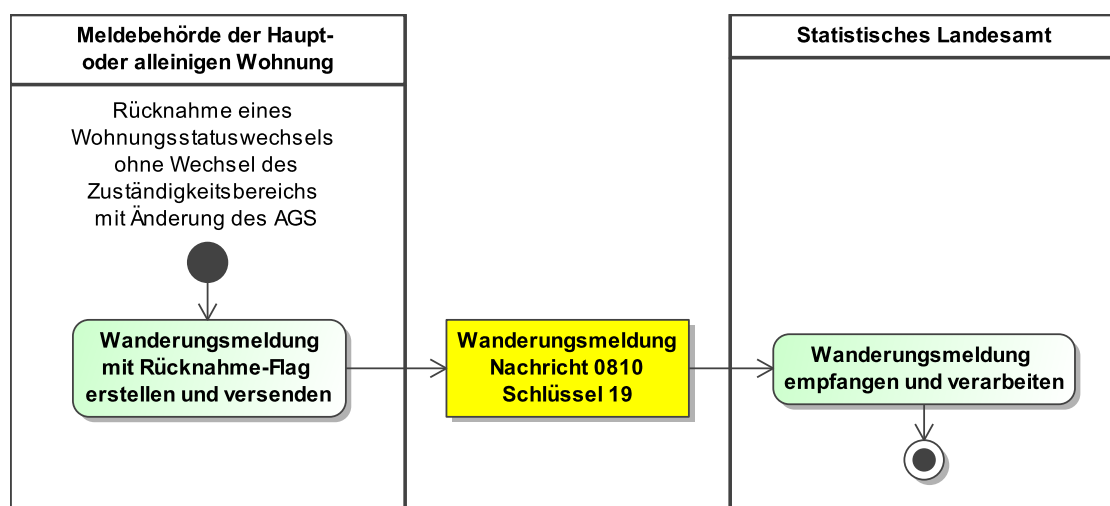 Meldebehörde der Haupt-
oder alleinigen Wohnung
Statistisches Landesamt
Rücknahme eines
Wohnungsstatuswechsels
ohne Wechsel des
Zuständigkeitsbereichs
mit Änderung des AGS
Wanderungsmeldung
mit Rücknahme-Flag
erstellen und versenden
Wanderungsmeldung
Nachricht 0810
Schlüssel 19
Wanderungsmeldung
empfangen und verarbeiten